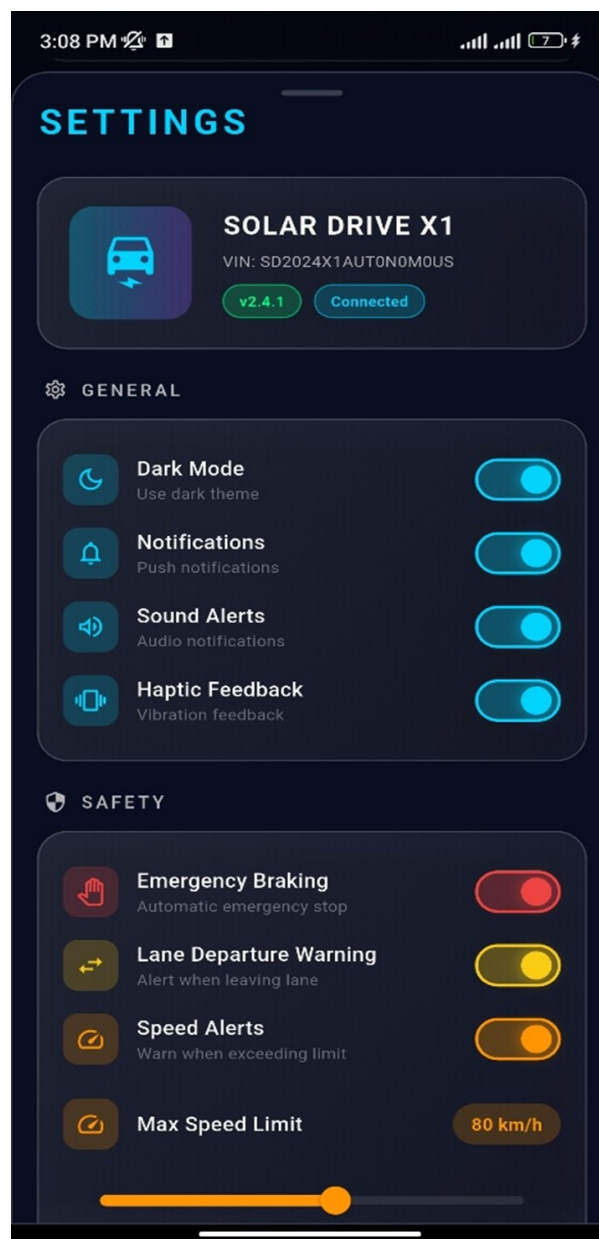 3:08 PM
7
SETTINGS
SOLAR DRIVE X1
VIN: SD2024X1AUT0N0M0US
v2.4.1
Connected
GENERAL
Dark Mode
Use dark theme
Notifications
Push notifications
Sound Alerts
Audio notifications
Haptic Feedback
Vibration feedback
SAFETY
Emergency Braking
Automatic emergency stop
Lane Departure Warning
Alert when leaving lane
Speed Alerts
Warn when exceeding limit
Max Speed Limit
80 km/h